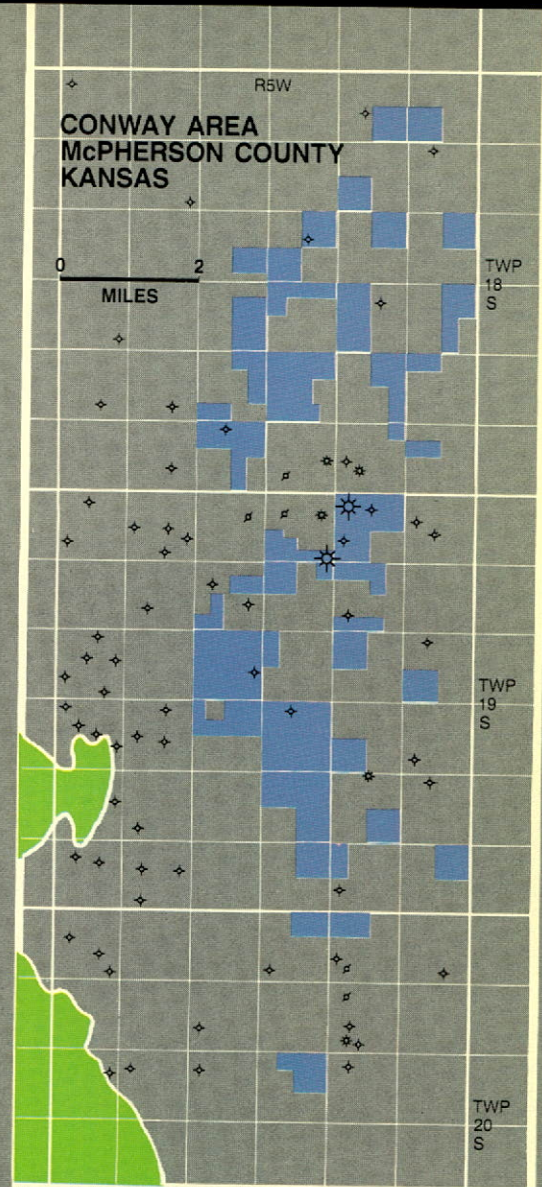 R5W
CONWAY AREA
McPHERSON COUNTY
KANSAS
0 2
MILES
TWP
18
S
TWP
19
S
TWP
20
S